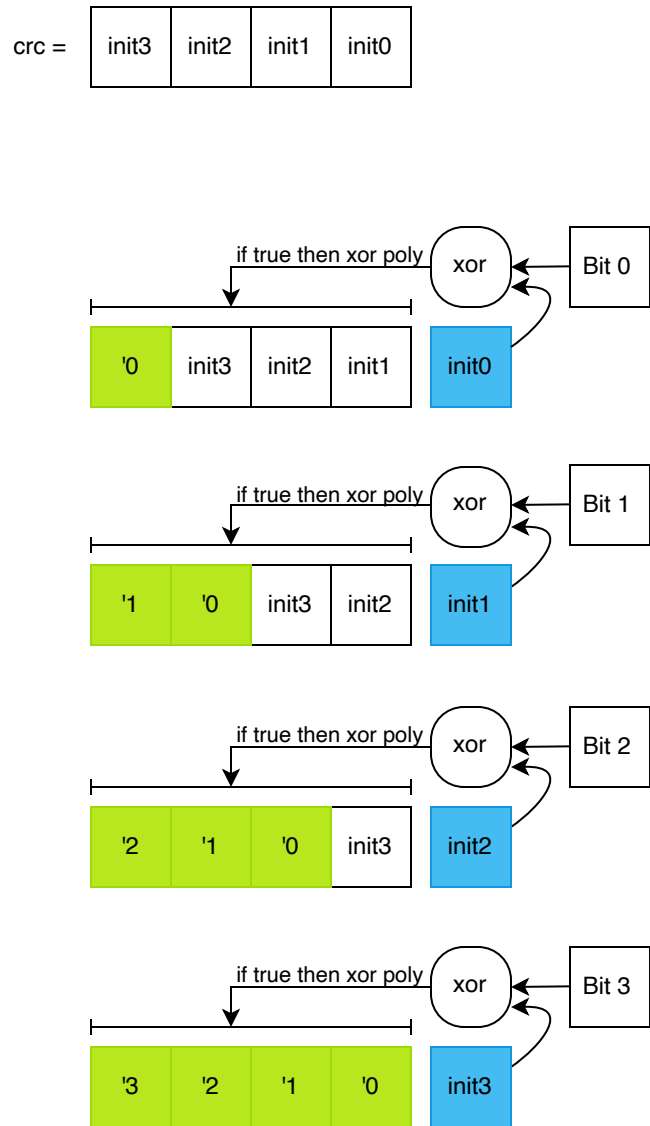 crc = init3 init2 init1 init0
if true then xor poly xor Bit 0
'0 init3 init2 init1 init0
if true then xor poly xor Bit 1
'1 '0 init3 init2 init1
if true then xor poly xor Bit 2
'2 '1 '0 init3 init2
if true then xor poly xor Bit 3
'3 '2 '1 '0 init3